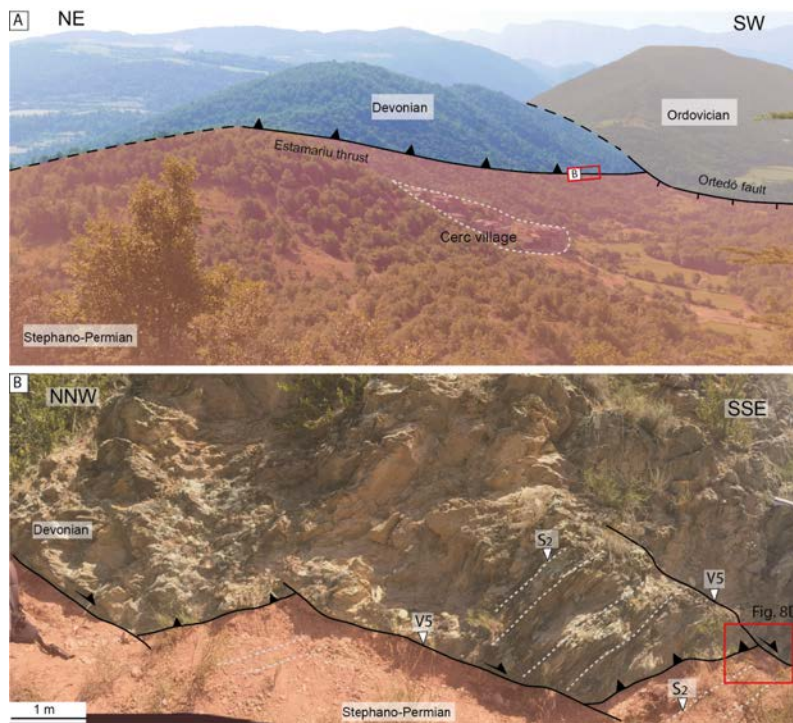 A
NE
SW
Devonian
Ordovician
Estamariu thrust
B
Ortedó fault
Cerc village
Stephano-Permian
B
NNW
SSE
Devonian
S2
V5
Fig. 8
V5
S2
1 m
Stephano-Permian